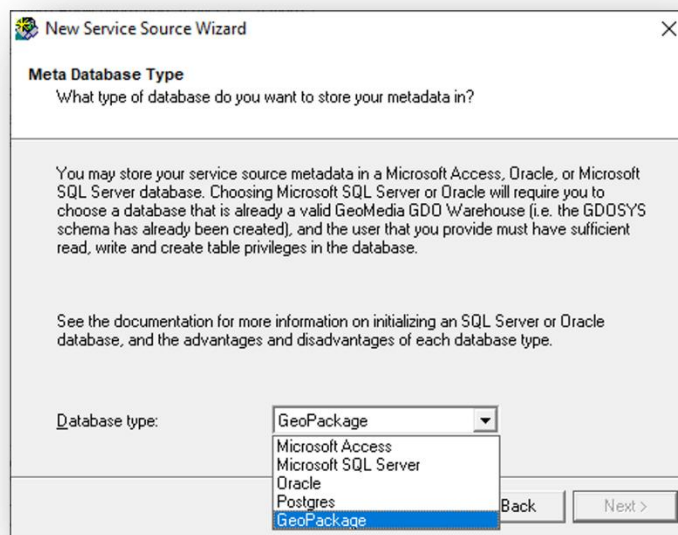 New Service Source Wizard
Meta Database Type
What type of database do you want to store your metadata in?
You may store your service source metadata in a Microsoft Access, Oracle, or Microsoft
SQL Server database. Choosing Microsoft SQL Server or Oracle will require you to
choose a database that is already a valid GeoMedia GDO Warehouse (i.e. the GDOSYS
schema has already been created), and the user that you provide must have sufficient
read, write and create table privileges in the database.
See the documentation for more information on initializing an SQL Server or Oracle
database, and the advantages and disadvantages of each database type.
Database type: GeoPackage
Microsoft Access
Microsoft SQL Server
Oracle
Postgres
GeoPackage
Back Next >